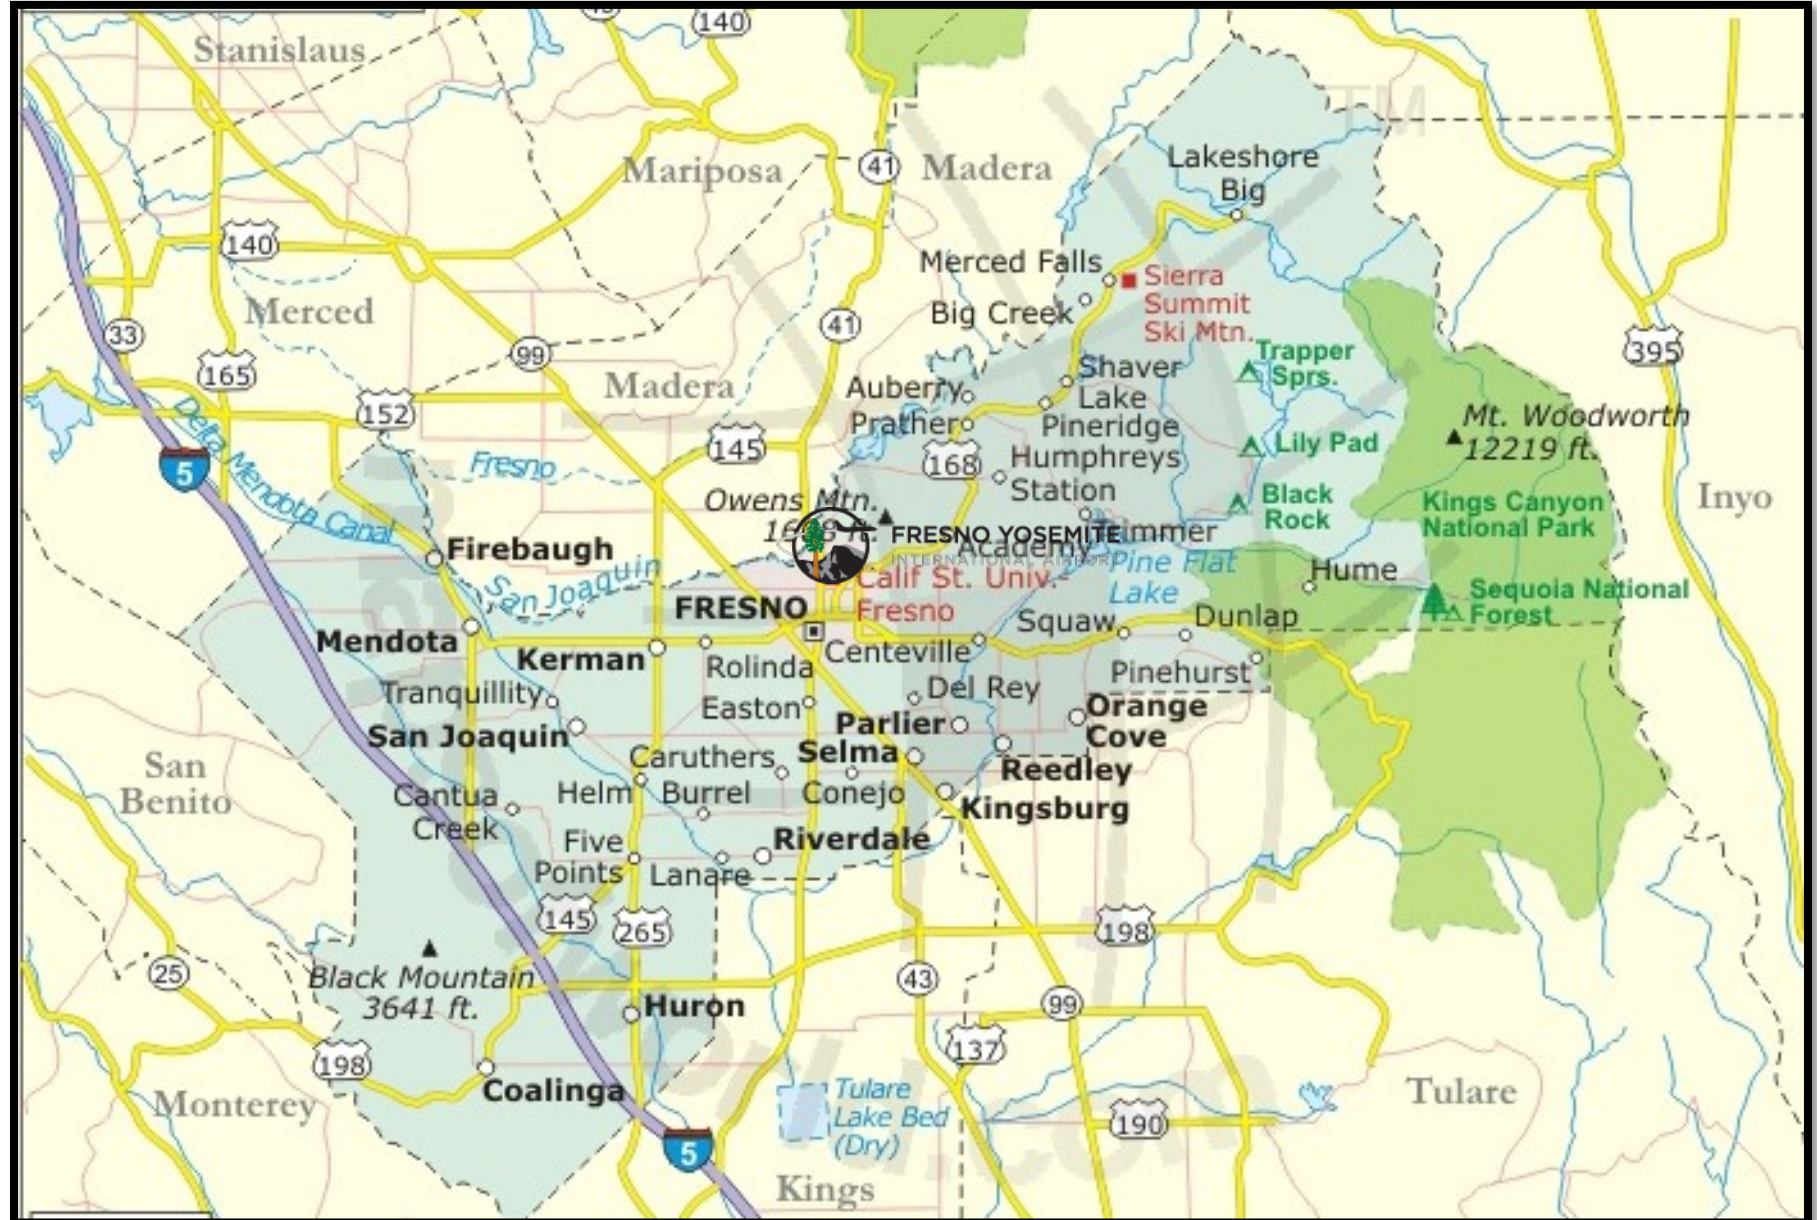 140
Stanislaus
Mariposa
41
Madera
Lakeshore
Big
TM
140
Merced Falls
Sierra
Summit
Ski Mtn.
Big Creek
Merced
33
41
99
395
165
Trapper
Sprs.
Madera
Auberry
Shaver
Lake
152
Prather
Pineridge
Mt. Woodworth
12219 ft.
Delta Mendota Canal
5
145
168
Humphreys
Station
Lily Pad
Fresno
Owens Mtn.
Black
Rock
Kings Canyon
National Park
Inyo
FRESNO YOSEMITE
INTERNATIONAL AIRPORT
Trimmer
Academy
Firebaugh
San Joaquin
Calif St. Univ.-
Fresno
Pine Flat
Lake
Hume
Sequoia National
Forest
FRESNO
Squaw
Dunlap
Mendota
Kerman
Rolinda
Centeville
Pinehurst
Tranquillity
Easton
Del Rey
San Joaquin
Parlier
Orange
Cove
Caruthers
Selma
Reedley
San
Benito
Cantua
Creek
Helm
Burrel
Conejo
Kingsburg
Five
Points
Lanare
Riverdale
145
265
198
25
Black Mountain
3641 ft.
43
99
Huron
137
198
Coalinga
Monterey
Tulare
Lake Bed
(Dry)
190
Tulare
5
Kings